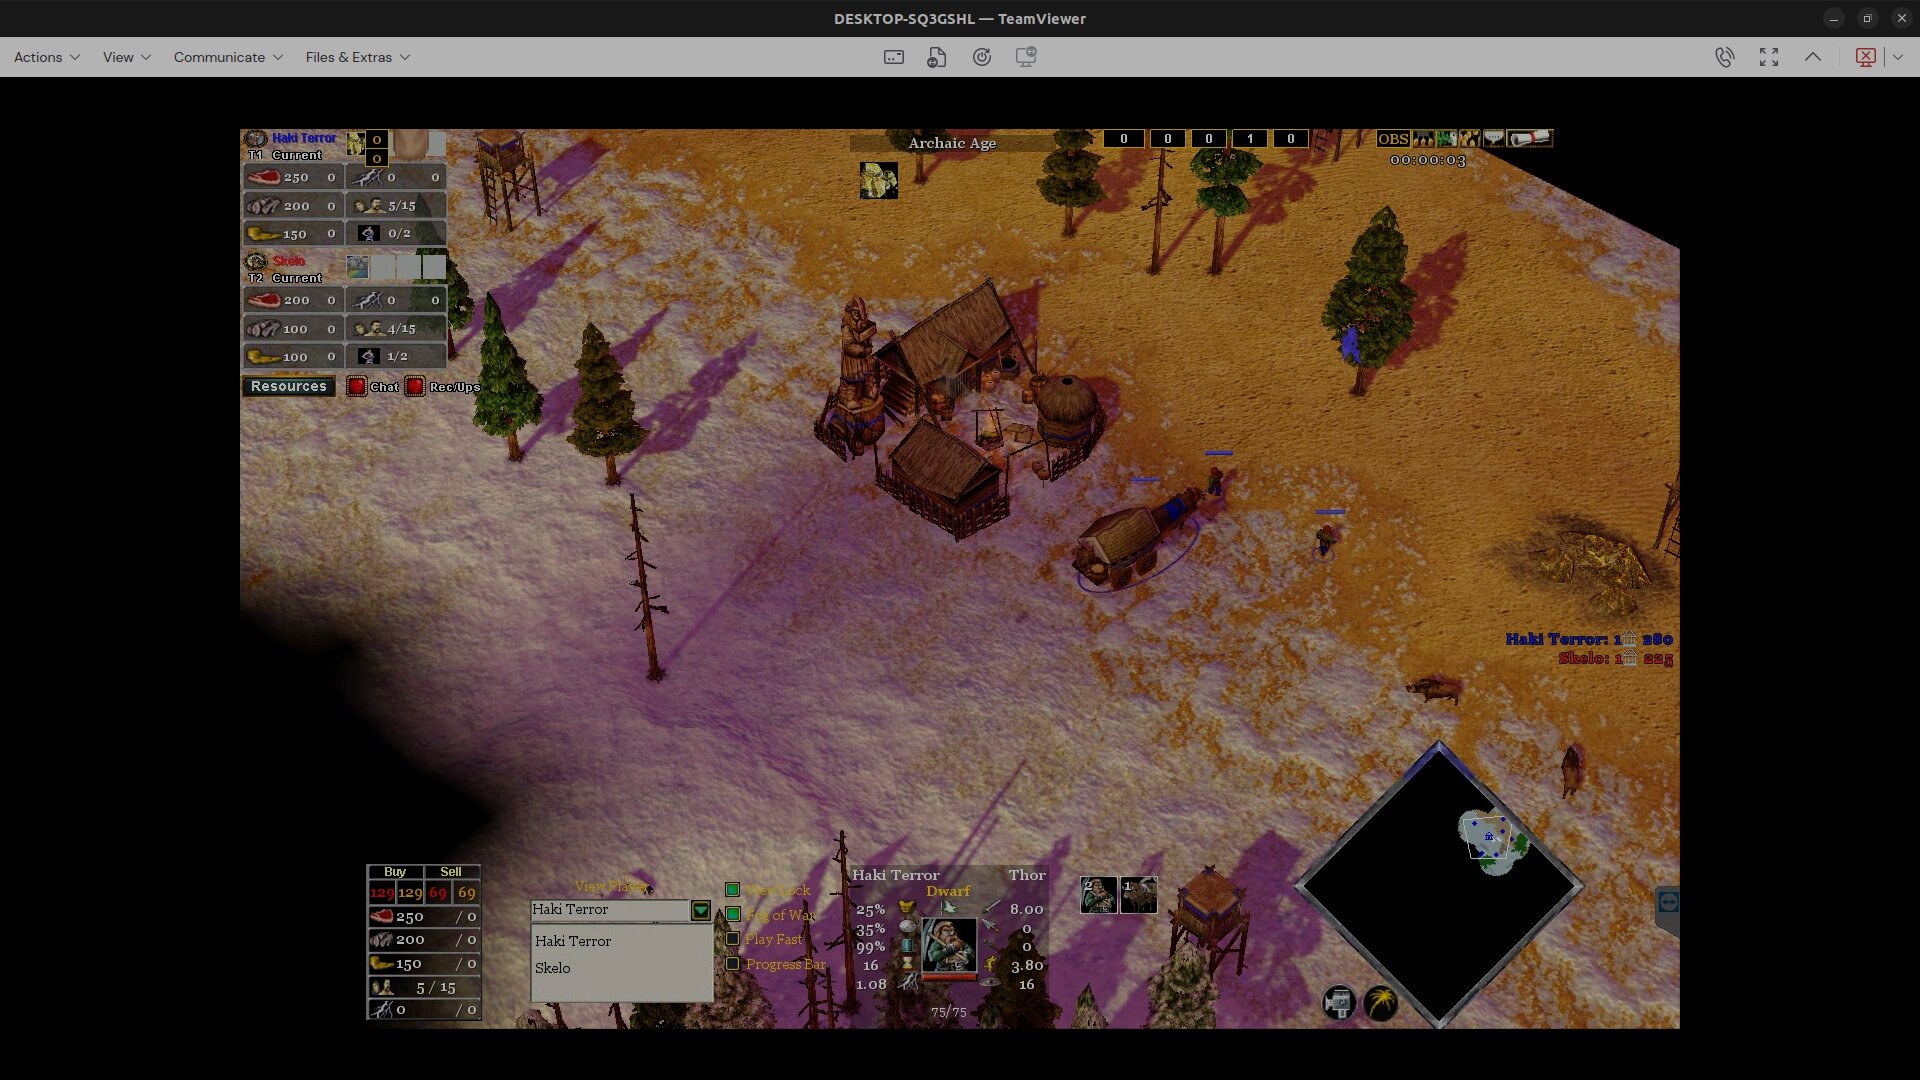 DESKTOP-SQ3GSHL — TeamViewer
Actions View Communicate Files & Extras
Haki Terror 0
T1 Current 0
250 0 0 0
200 0 5/15
150 0 0/2
Skelo
T2 Current
200 0 0 0
100 0 4/15
100 0 1/2
Resources Chat Rec/Ups
Archaic Age
0 0 0 1 0
OBS
00:00:03
Haki Terror: 1 280
Skelo: 1 225
Buy Sell
129 129 69 69
250 / 0
200 / 0
150 / 0
5 / 15
0 / 0
View Player
Haki Terror
Haki Terror
Skelo
Fog of War
Play Fast
Progress Bar
Haki Terror Thor
Dwarf
25% 8.00
35% 0
99% 0
16 3.80
1.08 16
75/75
2 1